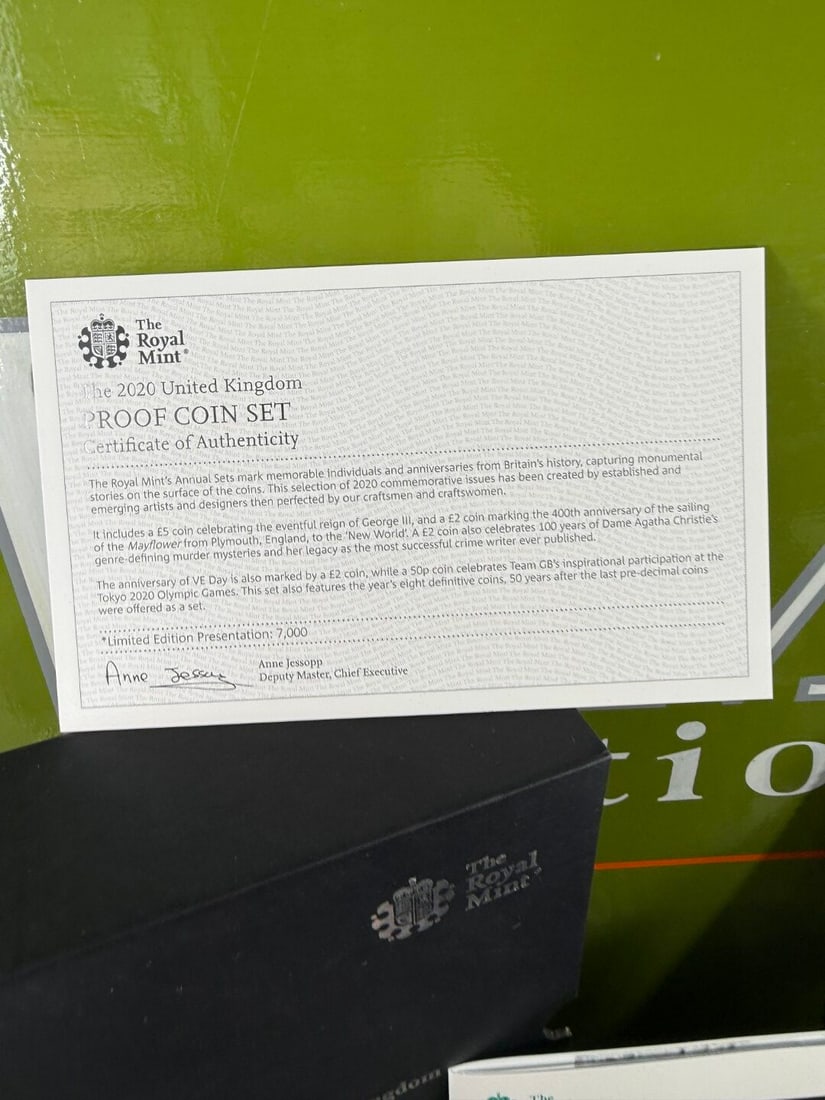 The
Royal
Mint®
The 2020 United Kingdom
PROOF COIN SET
Certificate of Authenticity
The Royal Mint's Annual Sets mark memorable individuals and anniversaries from Britain's history, capturing monumental
stories on the surface of the coins. This selection of 2020 commemorative issues has been created by established and
emerging artists and designers then perfected by our craftsmen and craftswomen.
It includes a £5 coin celebrating the eventful reign of George III, and a £2 coin marking the 400th anniversary of the sailing
of the Mayflower from Plymouth, England, to the 'New World'. A £2 coin also celebrates 100 years of Dame Agatha Christie's
genre-defining murder mysteries and her legacy as the most successful crime writer ever published.
The anniversary of VE Day is also marked by a £2 coin, while a 50p coin celebrates Team GB's inspirational participation at the
Tokyo 2020 Olympic Games. This set also features the year's eight definitive coins, 50 years after the last pre-decimal coins
were offered as a set.
*Limited Edition Presentation: 7,000
Anne Jessopp
Anne Jessopp
Deputy Master, Chief Executive
tio
The
Royal
Mint®
gdom
The